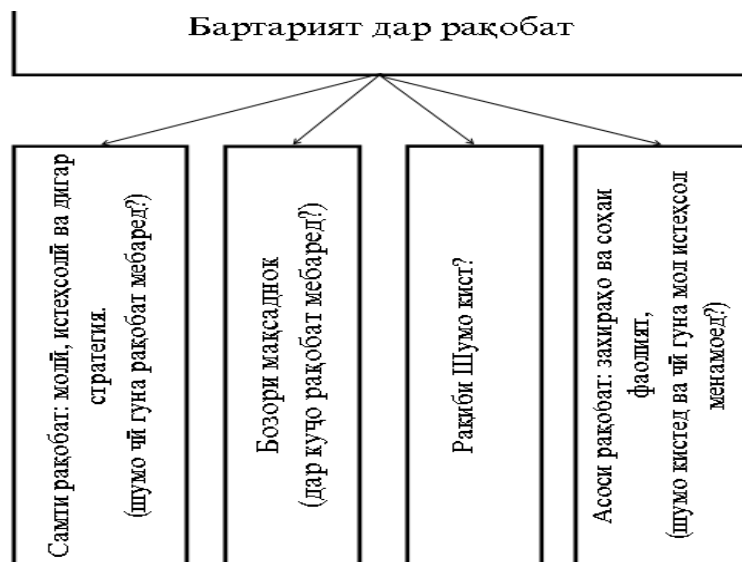 Бартарият дар рақобат
Самти рақобат: молӣ, истеҳсолӣ ва дигар
стратегия.
(шумо чӣ гуна рақобат мебаред?)
Бозори мақсаднок
(дар куҷо рақобат мебаред?)
Рақиби Шумо кист?
Асоси рақобат: захираҳо ва соҳаи
фаолият,
(шумо кистед ва чӣ гуна мол истеҳсол
менамоед?)